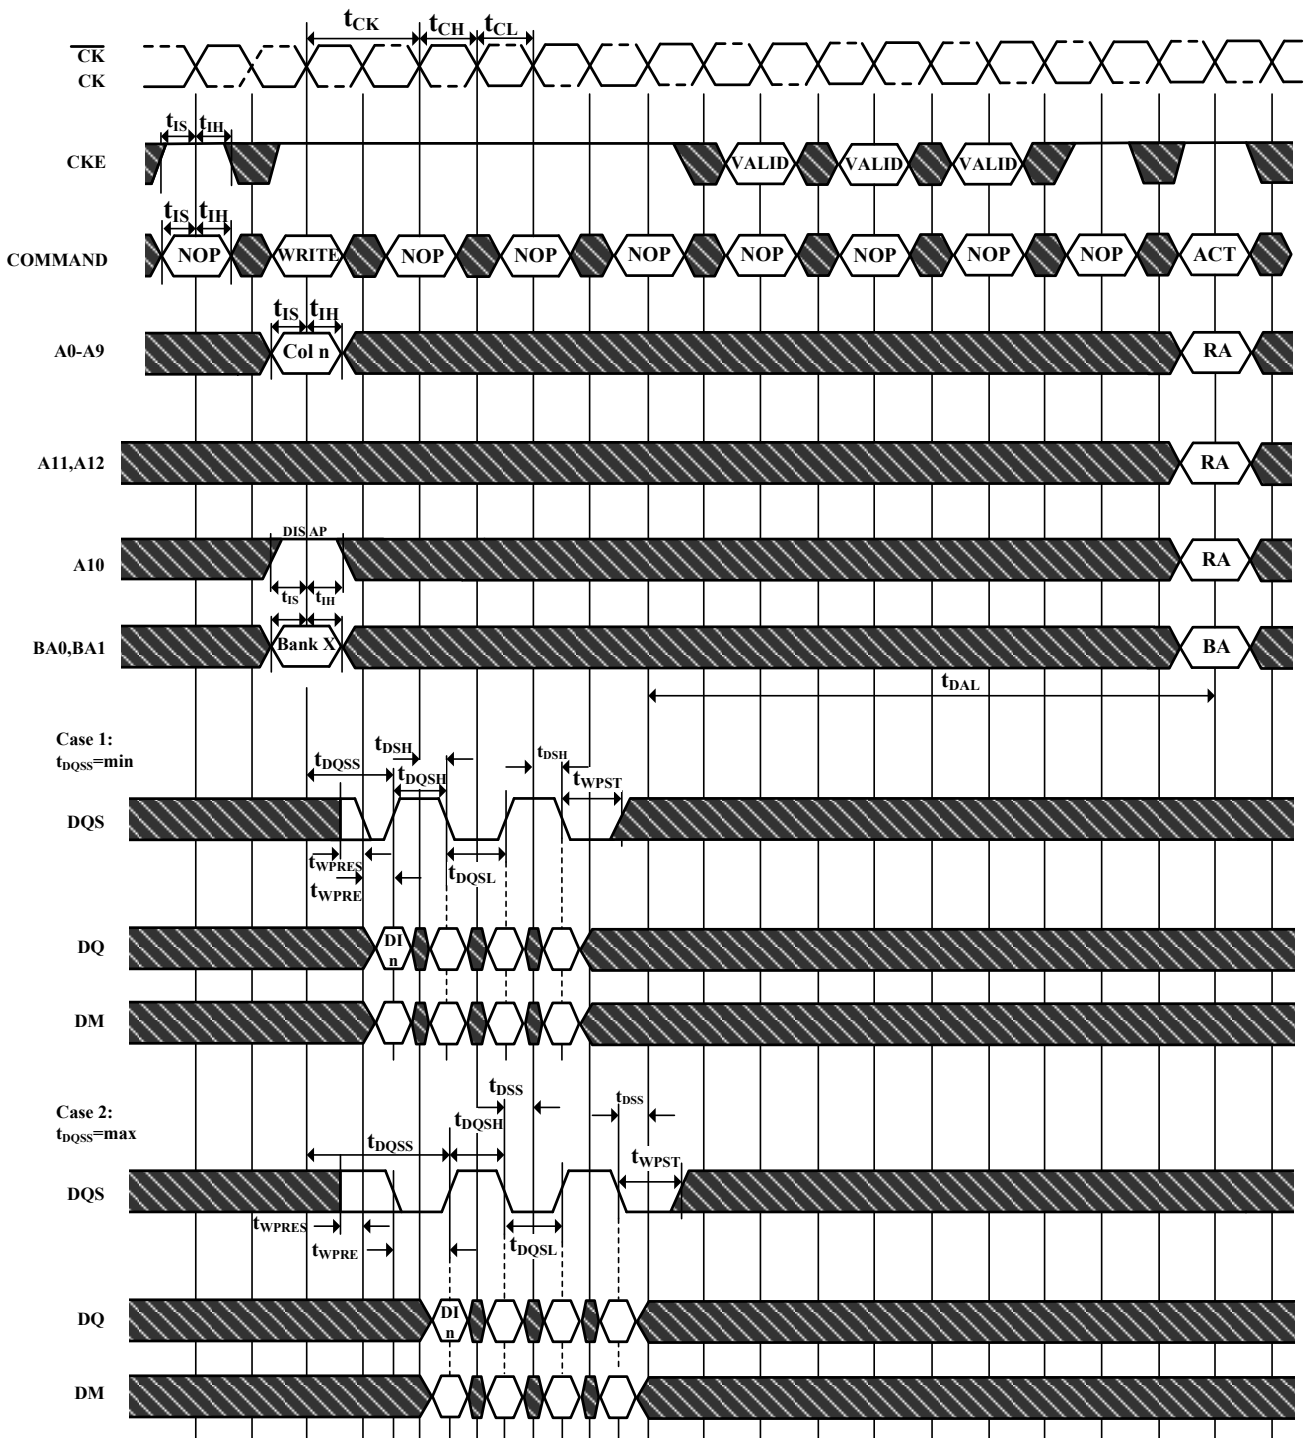 tCK tCH tCL
CK
CK
tIS tIH
CKE VALID VALID VALID
tIS tIH
COMMAND NOP WRITE NOP NOP NOP NOP NOP NOP NOP ACT
tIS tIH
A0-A9 Col n RA
A11,A12 RA
DIS AP
A10 RA
tIS tIH
BA0,BA1 Bank X BA
tDAL
Case 1:
tDQSS=min
tDSH tDSH
tDQSS tDQSH tWPST
DQS
tWPRES
tDQSL
tWPRE
DQ DI
n
DM
tDSS tDSS
Case 2:
tDQSS=max
tDQSS tDQSH tWPST
DQS
tWPRES
tWPRE tDQSL
DQ DI
n
DM